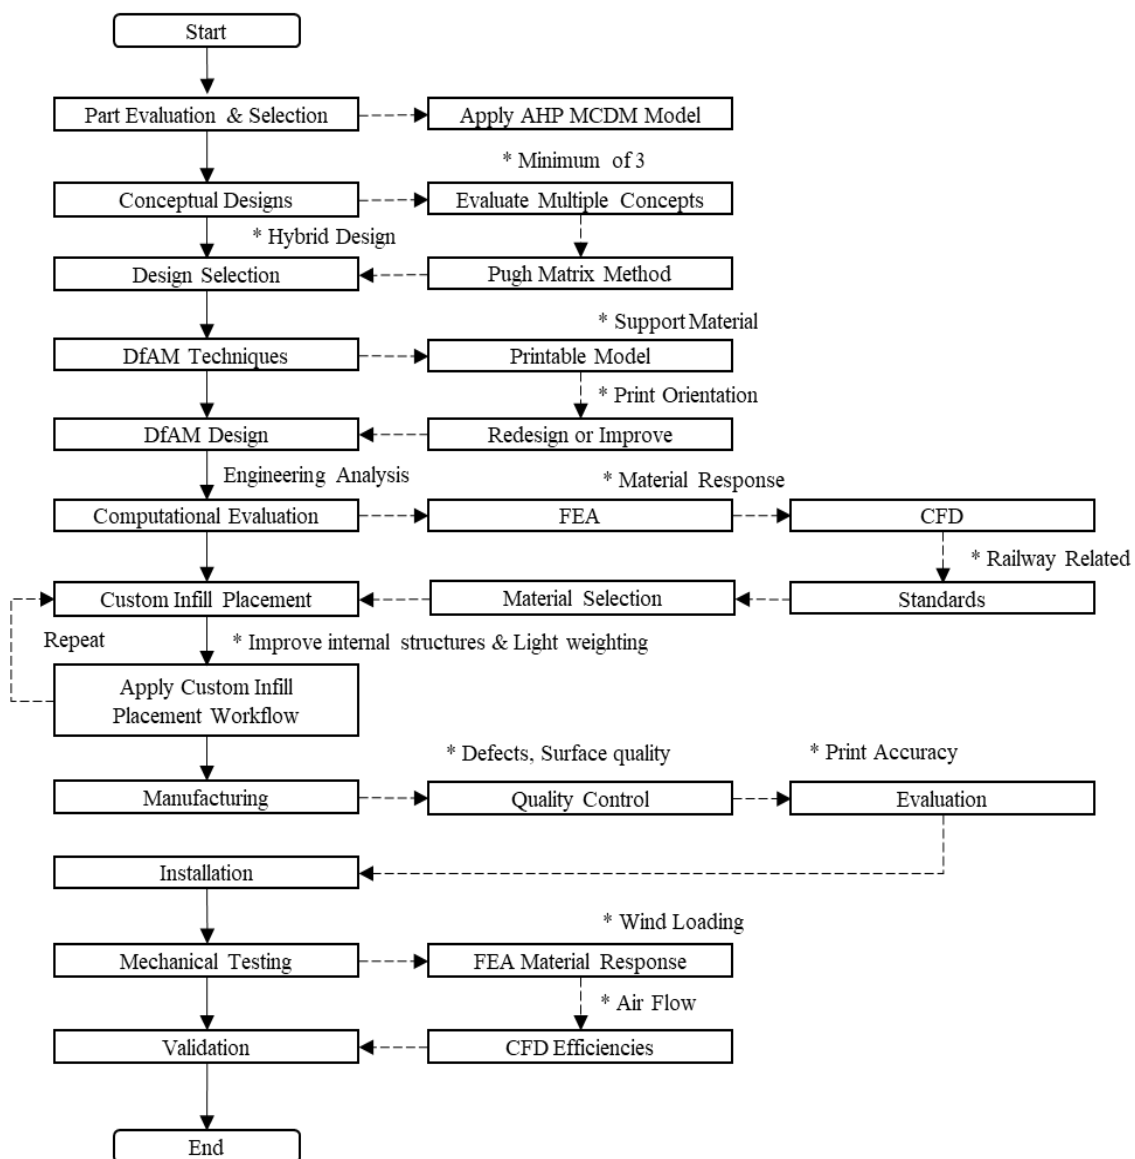 Start
Part Evaluation & Selection
Apply AHP MCDM Model
* Minimum of 3
Conceptual Designs
Evaluate Multiple Concepts
* Hybrid Design
Design Selection
Pugh Matrix Method
* Support Material
DfAM Techniques
Printable Model
* Print Orientation
DfAM Design
Redesign or Improve
Engineering Analysis
* Material Response
Computational Evaluation
FEA
CFD
* Railway Related
Custom Infill Placement
Material Selection
Standards
Repeat
* Improve internal structures & Light weighting
Apply Custom Infill
Placement Workflow
* Defects, Surface quality
* Print Accuracy
Manufacturing
Quality Control
Evaluation
Installation
* Wind Loading
Mechanical Testing
FEA Material Response
* Air Flow
Validation
CFD Efficiencies
End